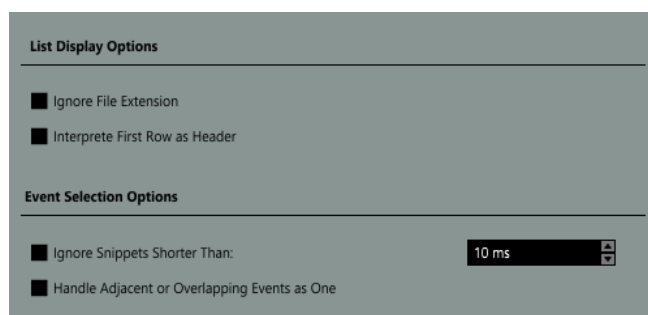 List Display Options
Ignore File Extension
Interprete First Row as Header
Event Selection Options
Ignore Snippets Shorter Than: 10 ms
Handle Adjacent or Overlapping Events as One